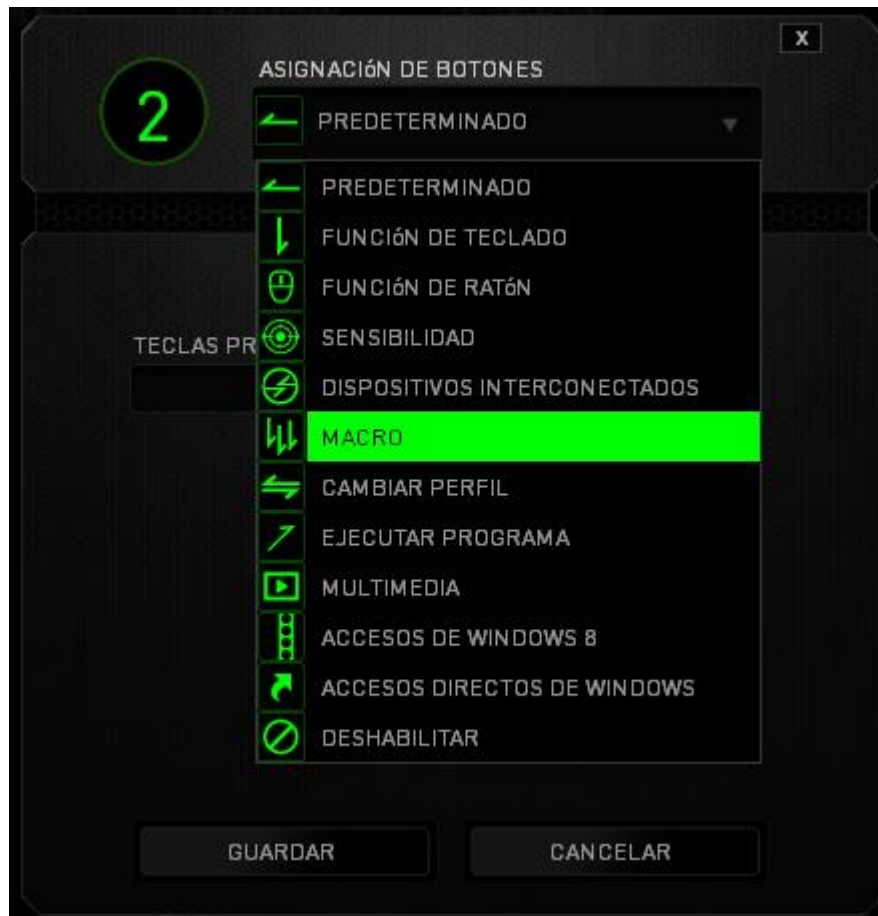 X
ASIGNACIóN DE BOTONES
2
PREDETERMINADO
PREDETERMINADO
FUNCIóN DE TECLADO
FUNCIóN DE RATóN
SENSIBILIDAD
TECLAS PR
DISPOSITIVOS INTERCONECTADOS
MACRO
CAMBIAR PERFIL
EJECUTAR PROGRAMA
MULTIMEDIA
ACCESOS DE WINDOWS 8
ACCESOS DIRECTOS DE WINDOWS
DESHABILITAR
GUARDAR
CANCELAR